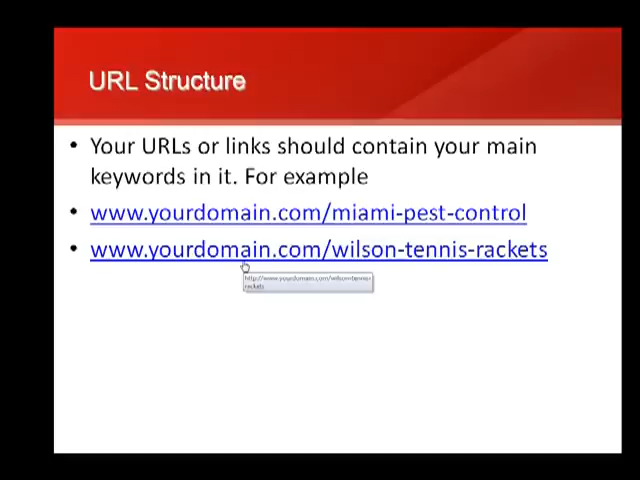 URL Structure
• Your URLs or links should contain your main
keywords in it. For example
• www.yourdomain.com/miami-pest-control
• www.yourdomain.com/wilson-tennis-rackets
http://www.yourdomain.com/wilson-tennis-
rackets